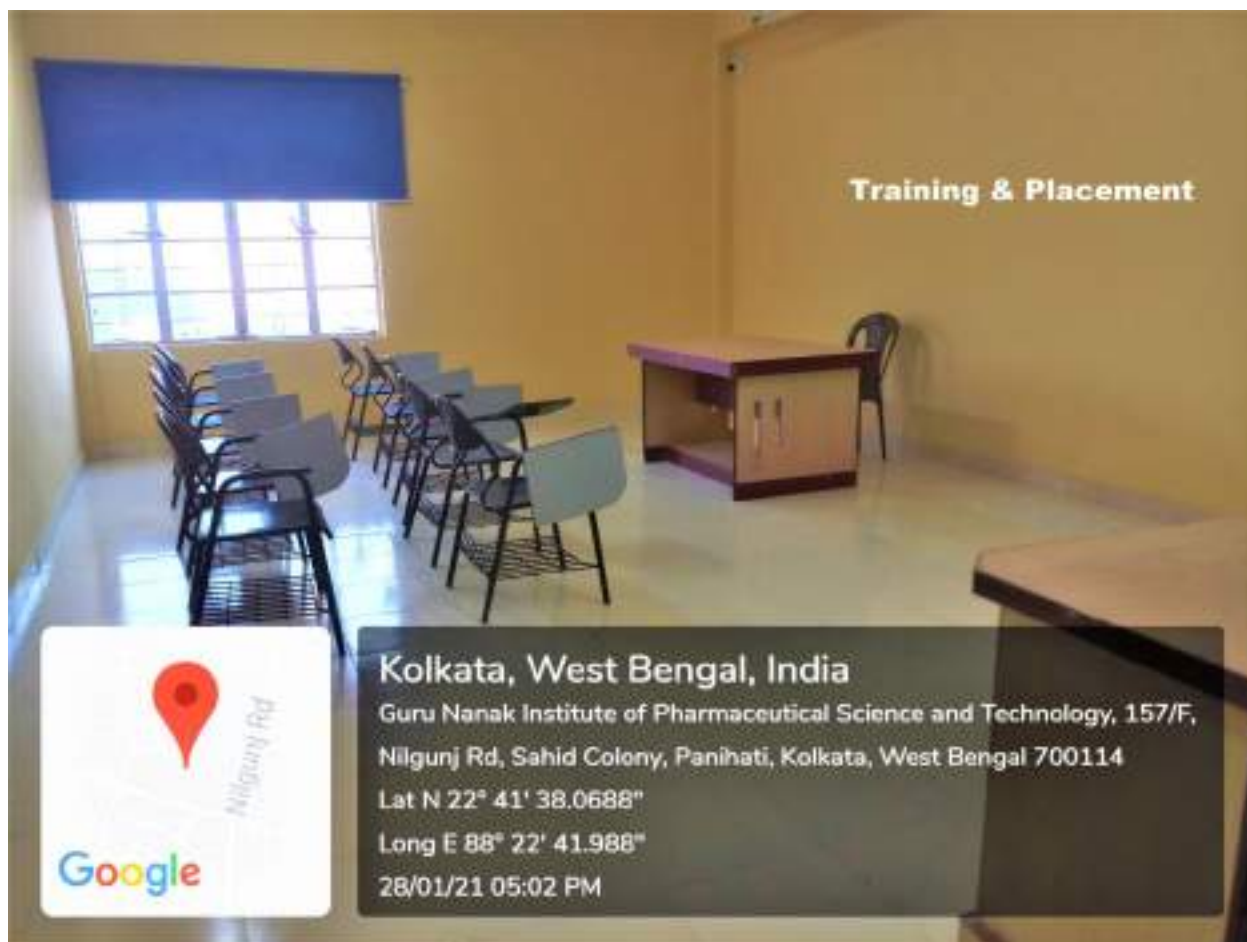 Training & Placement
Kolkata, West Bengal, India
Guru Nanak Institute of Pharmaceutical Science and Technology, 157/F,
Nilgunj Rd, Sahid Colony, Panihati, Kolkata, West Bengal 700114
Lat N 22° 41' 38.0688"
Long E 88° 22' 41.988"
28/01/21 05:02 PM
Nilgunj Rd
Google